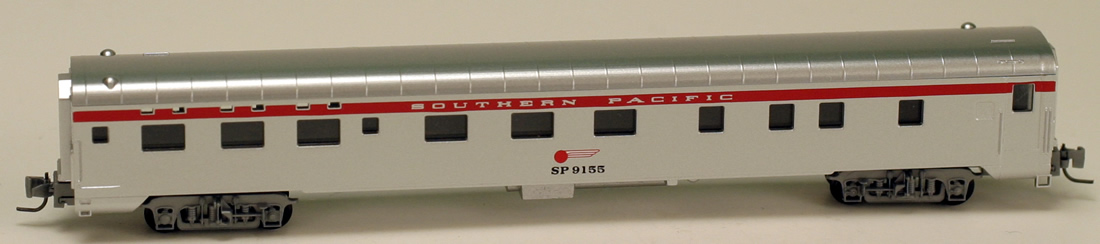 SOUTHERN PACIFIC
SP 9155